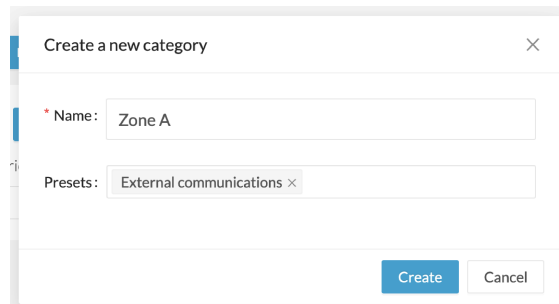 Create a new category
* Name:
Zone A
Presets:
External communications ×
Create
Cancel